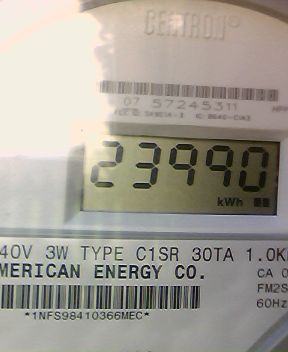 CENTRON®
07 57245311
23990
kWh
40V 3W TYPE C1SR 30TA 1.0K
MERICAN ENERGY CO.
CA 0
FM2S
60Hz
*1NFS98410366MEC*